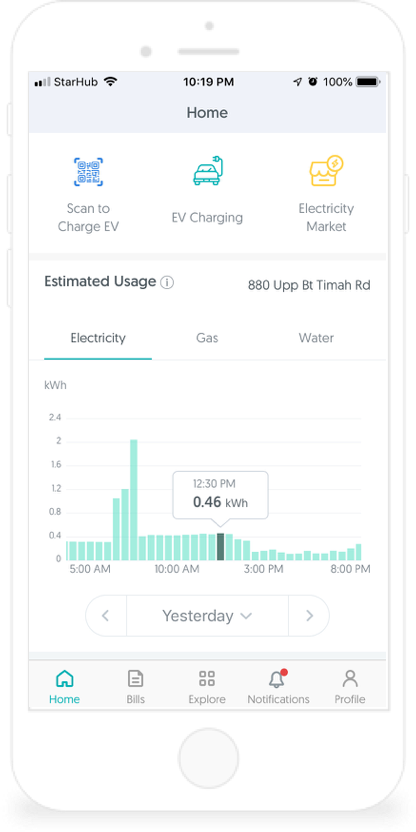 StarHub 10:19 PM 100%
Home
Scan to
Charge EV
EV Charging
Electricity
Market
Estimated Usage
880 Upp Bt Timah Rd
Electricity Gas Water
kWh
2.4
2
1.6
1.2
0.8
0.4
0
12:30 PM
0.46 kWh
5:00 AM 10:00 AM 3:00 PM 8:00 PM
Yesterday
Home Bills Explore Notifications Profile